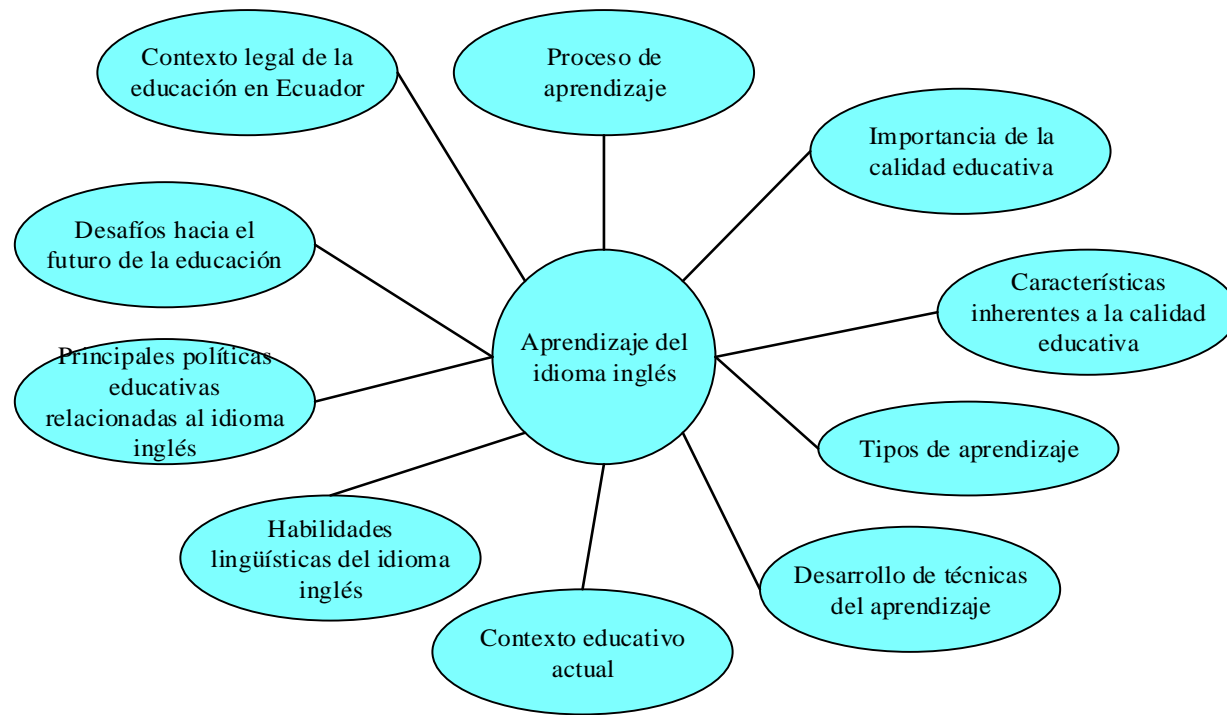 Contexto legal de la
educación en Ecuador
Proceso de
aprendizaje
Importancia de la
calidad educativa
Desafíos hacia el
futuro de la educación
Características
inherentes a la calidad
educativa
Aprendizaje del
idioma inglés
Principales políticas
educativas
relacionadas al idioma
inglés
Tipos de aprendizaje
Habilidades
lingüísticas del idioma
inglés
Desarrollo de técnicas
del aprendizaje
Contexto educativo
actual